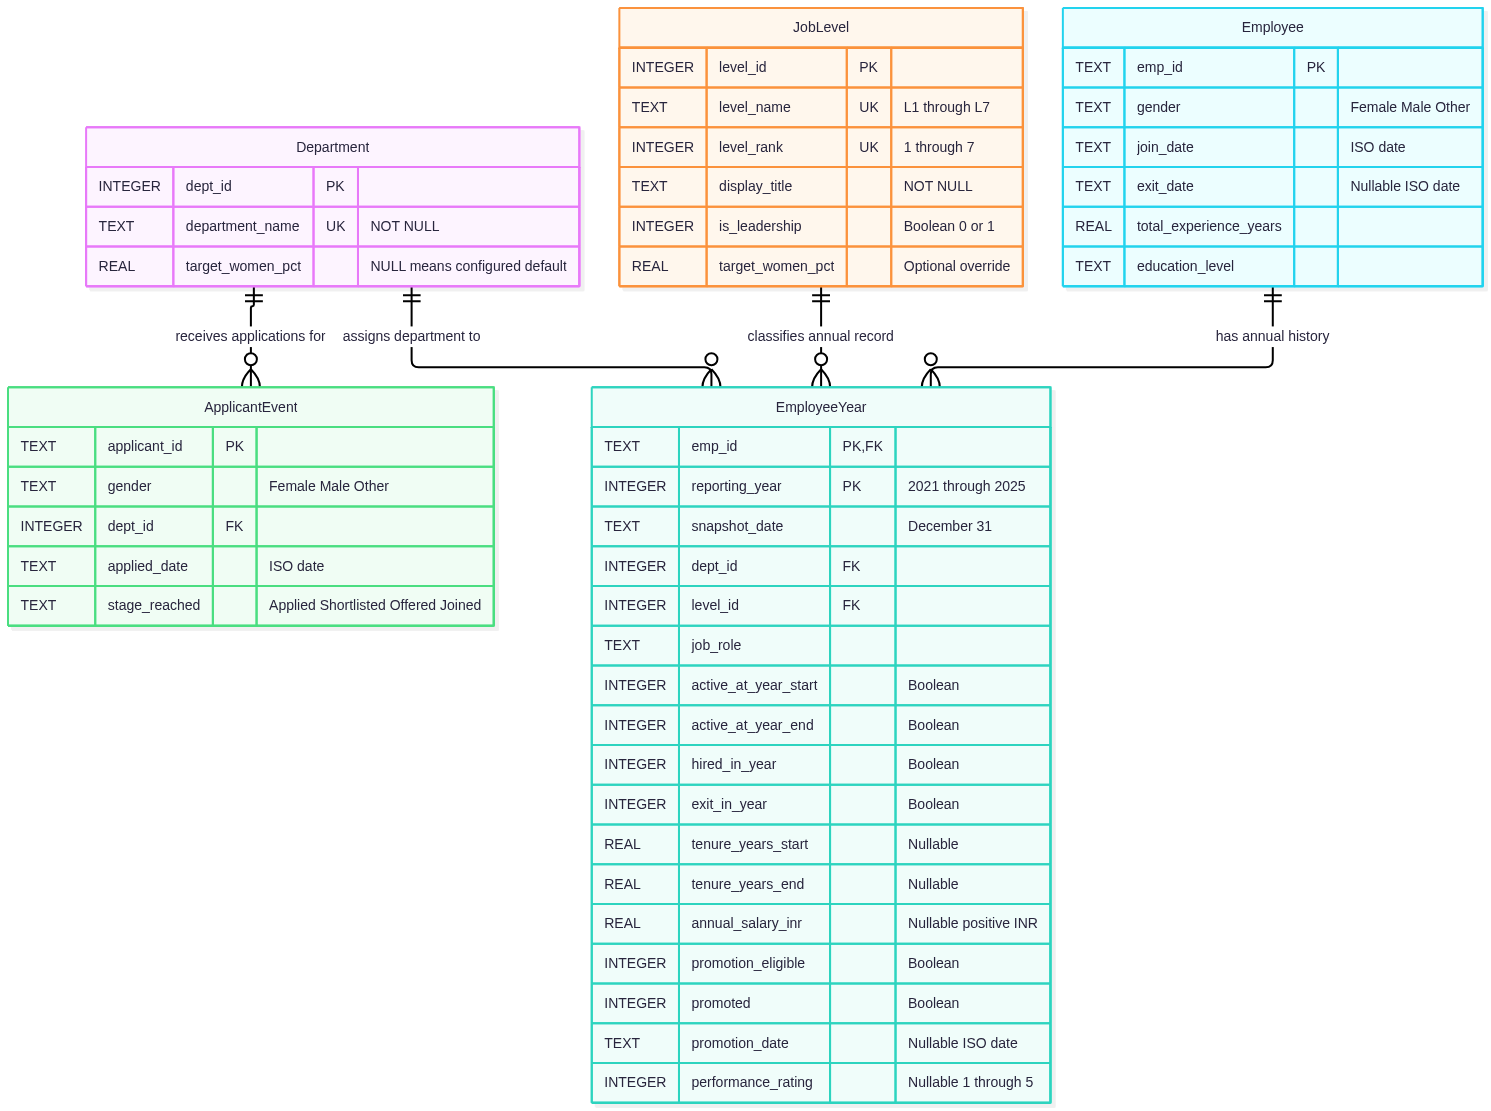 Department
INTEGER dept_id PK
TEXT department_name UK NOT NULL
REAL target_women_pct NULL means configured default
JobLevel
INTEGER level_id PK
TEXT level_name UK L1 through L7
INTEGER level_rank UK 1 through 7
TEXT display_title NOT NULL
INTEGER is_leadership Boolean 0 or 1
REAL target_women_pct Optional override
Employee
TEXT emp_id PK
TEXT gender Female Male Other
TEXT join_date ISO date
TEXT exit_date Nullable ISO date
REAL total_experience_years
TEXT education_level
receives applications for
assigns department to
classifies annual record
has annual history
ApplicantEvent
TEXT applicant_id PK
TEXT gender Female Male Other
INTEGER dept_id FK
TEXT applied_date ISO date
TEXT stage_reached Applied Shortlisted Offered Joined
EmployeeYear
TEXT emp_id PK,FK
INTEGER reporting_year PK 2021 through 2025
TEXT snapshot_date December 31
INTEGER dept_id FK
INTEGER level_id FK
TEXT job_role
INTEGER active_at_year_start Boolean
INTEGER active_at_year_end Boolean
INTEGER hired_in_year Boolean
INTEGER exit_in_year Boolean
REAL tenure_years_start Nullable
REAL tenure_years_end Nullable
REAL annual_salary_inr Nullable positive INR
INTEGER promotion_eligible Boolean
INTEGER promoted Boolean
TEXT promotion_date Nullable ISO date
INTEGER performance_rating Nullable 1 through 5